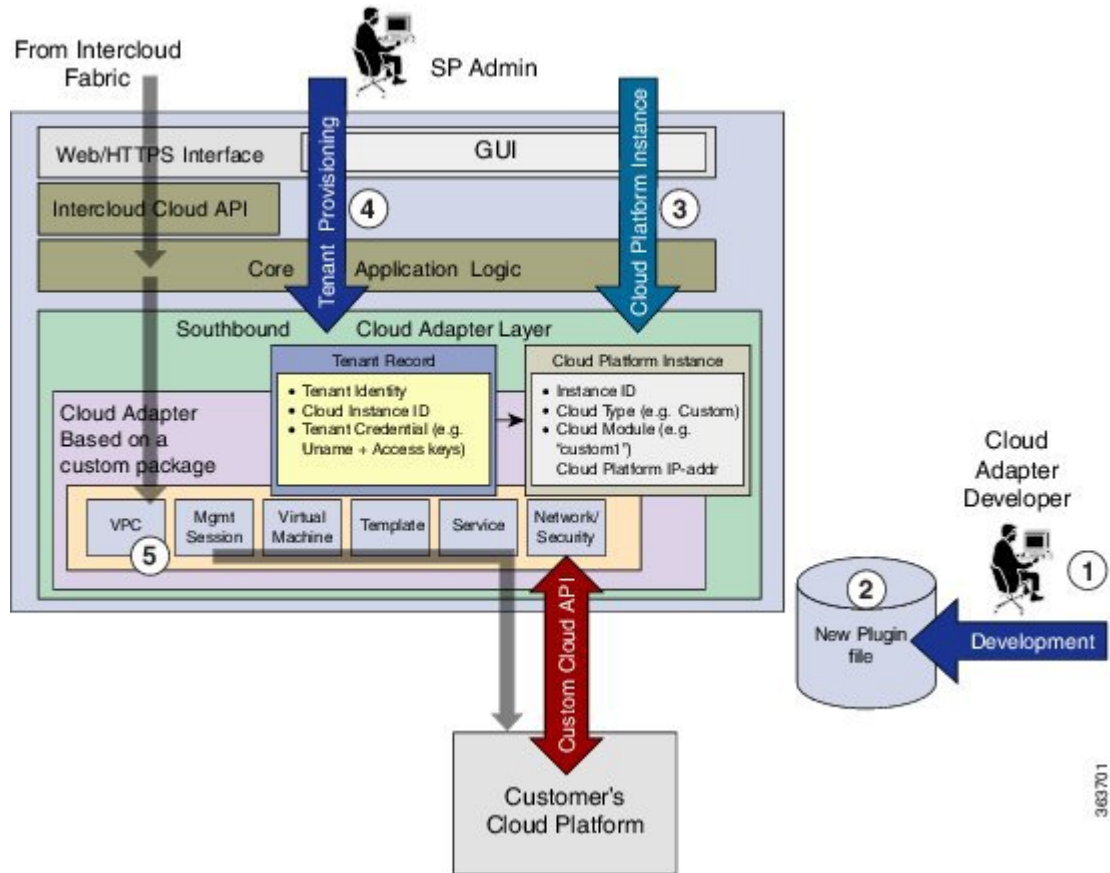 From Intercloud
Fabric
SP Admin
Web/HTTPS Interface
GUI
Intercloud Cloud API
Tenant Provisioning
4
Cloud Platform Instance
3
Core Application Logic
Southbound Cloud Adapter Layer
Tenant Record
• Tenant Identity
• Cloud Instance ID
• Tenant Credential (e.g.
Uname + Access keys)
Cloud Platform Instance
• Instance ID
• Cloud Type (e.g. Custom)
• Cloud Module (e.g.
“custom1”)
Cloud Platform IP-addr
Cloud Adapter
Based on a
custom package
VPC
Mgmt
Session
Virtual
Machine
Template
Service
Network/
Security
5
Custom Cloud API
Customer's
Cloud Platform
Cloud
Adapter
Developer
1
2
New Plugin
file
Development
363701